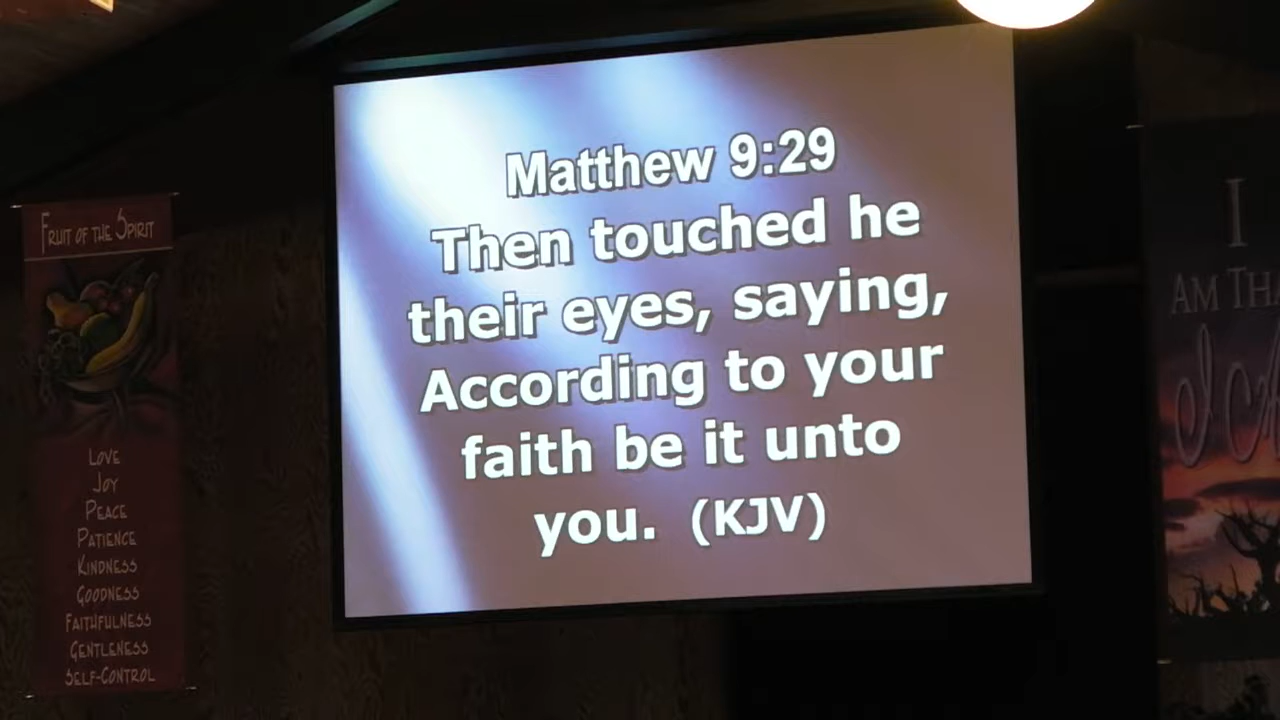 FRUIT OF THE SPIRIT
LOVE
JOY
PEACE
PATIENCE
KINDNESS
GOODNESS
FAITHFULNESS
GENTLENESS
SELF-CONTROL
Matthew 9:29
Then touched he
their eyes, saying,
According to your
faith be it unto
you. (KJV)
I
AM
I